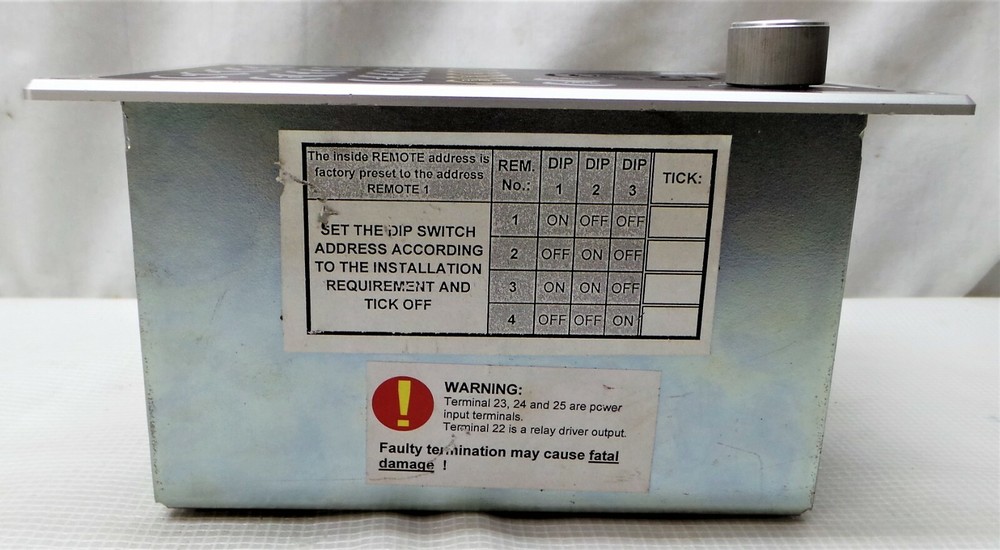 The inside REMOTE address is
factory preset to the address
REMOTE 1
SET THE DIP SWITCH
ADDRESS ACCORDING
TO THE INSTALLATION
REQUIREMENT AND
TICK OFF
REM. No.: DIP 1 DIP 2 DIP 3 TICK:
1 ON OFF OFF
2 OFF ON OFF
3 ON ON OFF
4 OFF OFF ON
WARNING:
Terminal 23, 24 and 25 are power
input terminals.
Terminal 22 is a relay driver output.
Faulty termination may cause fatal
damage !